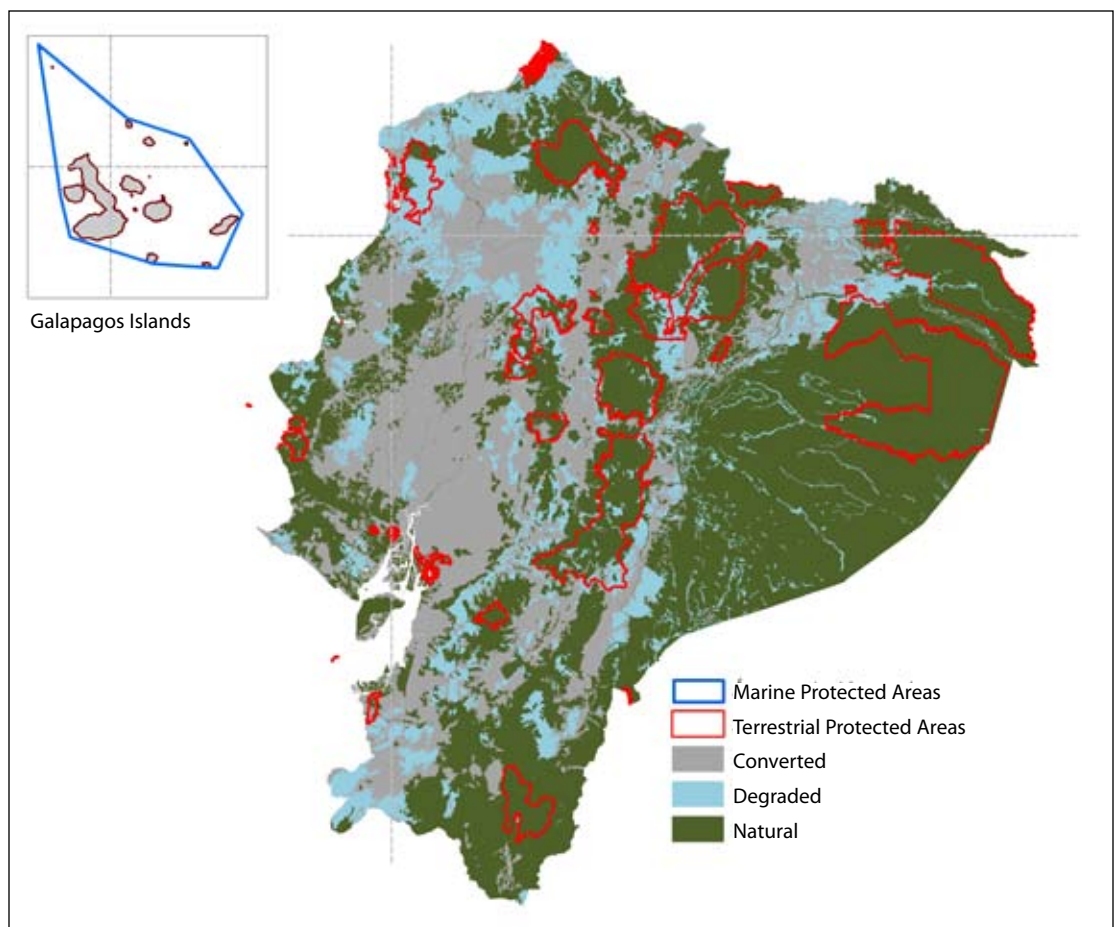 Galapagos Islands
Marine Protected Areas
Terrestrial Protected Areas
Converted
Degraded
Natural